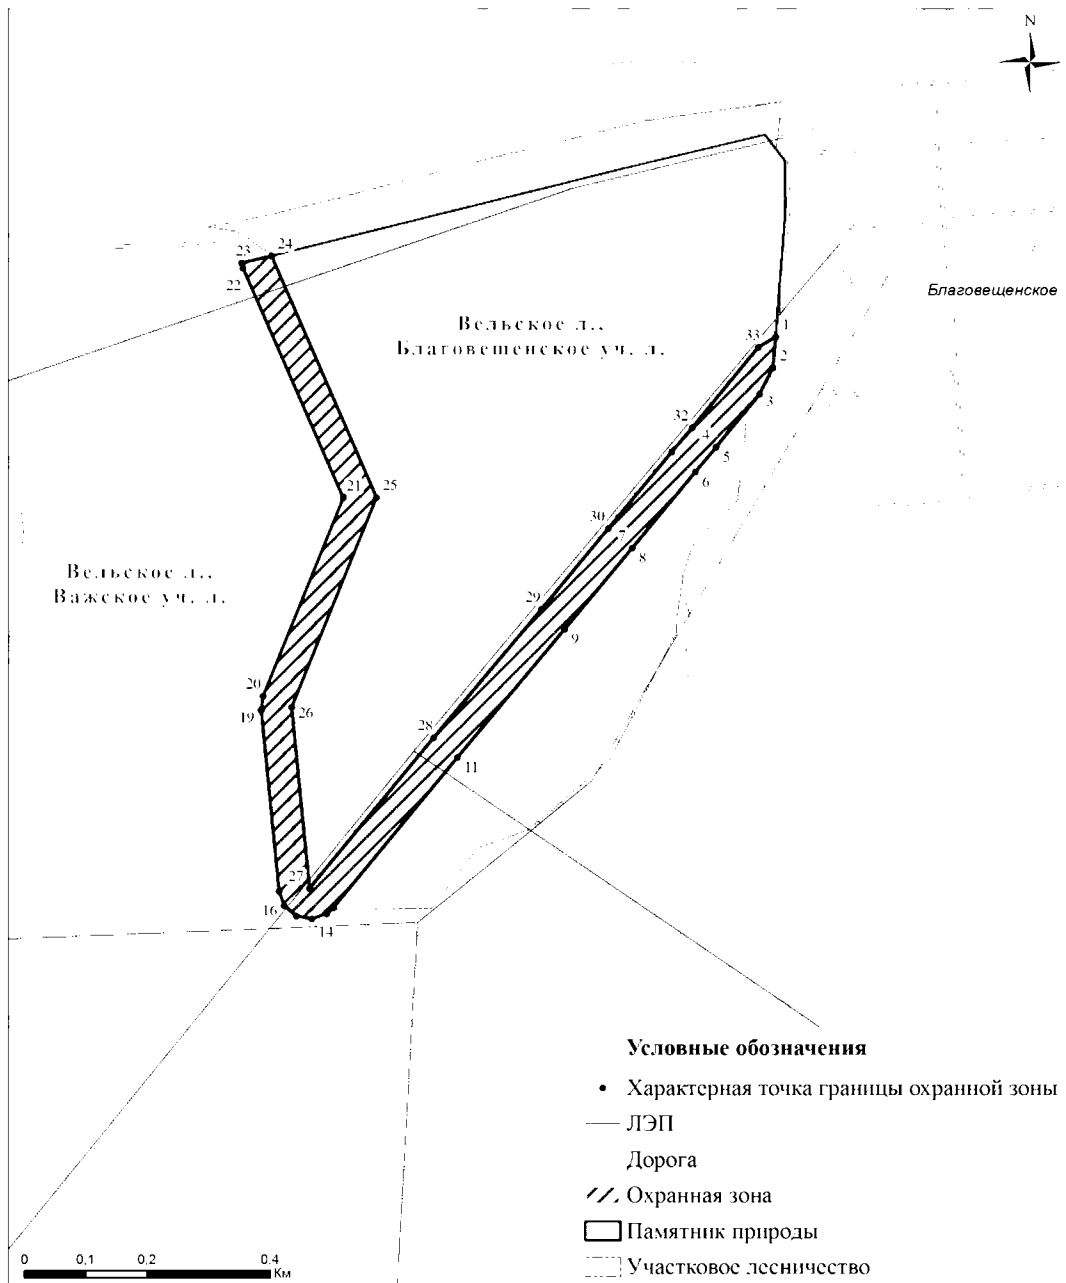 N
24
23
22
Благовещенское
Вельское л.,
Благовещенское уч. л.
1
33
2
3
32
4
5
6
21
25
30
7
8
Вельское л.,
Важское уч. л.
29
9
20
19
26
28
11
27
16
14
Условные обозначения
Характерная точка границы охранной зоны
ЛЭП
Дорога
Охранная зона
Памятник природы
Участковое лесничество
0 0,1 0,2 0,4
Км